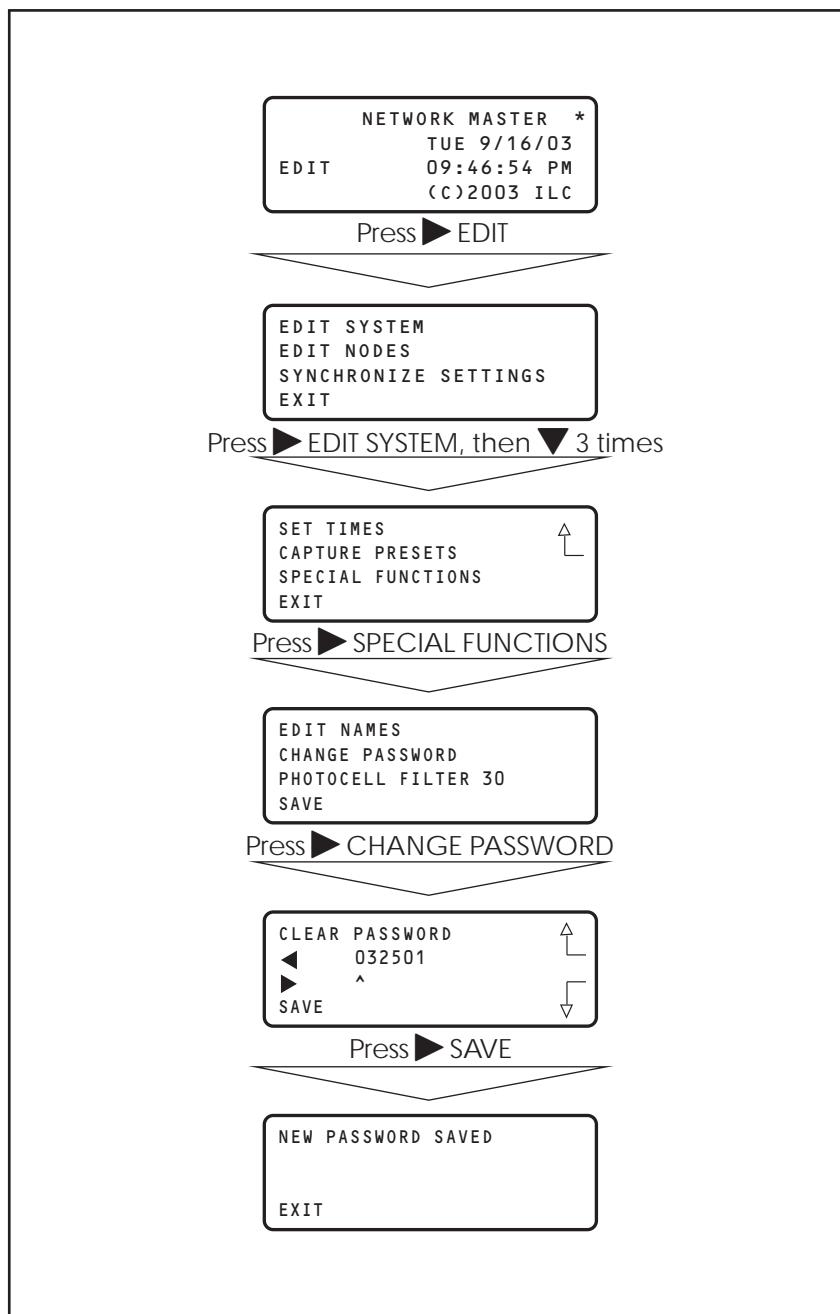 NETWORK MASTER *
TUE 9/16/03
EDIT 09:46:54 PM
(C)2003 ILC
Press ▶ EDIT
EDIT SYSTEM
EDIT NODES
SYNCHRONIZE SETTINGS
EXIT
Press ▶ EDIT SYSTEM, then ▼ 3 times
SET TIMES
CAPTURE PRESETS
SPECIAL FUNCTIONS
EXIT
Press ▶ SPECIAL FUNCTIONS
EDIT NAMES
CHANGE PASSWORD
PHOTOCELL FILTER 30
SAVE
Press ▶ CHANGE PASSWORD
CLEAR PASSWORD
◀ 032501
▶ ^
SAVE
Press ▶ SAVE
NEW PASSWORD SAVED
EXIT